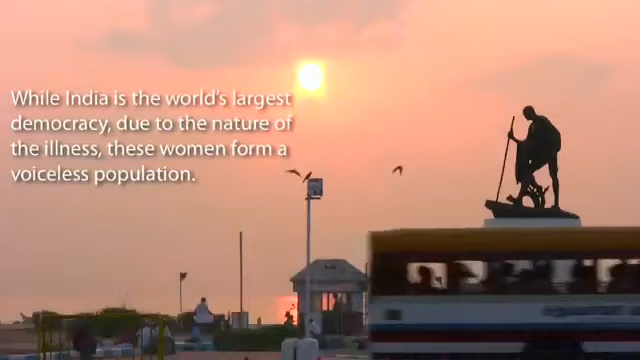 While India is the world's largest
democracy, due to the nature of
the illness, these women form a
voiceless population.